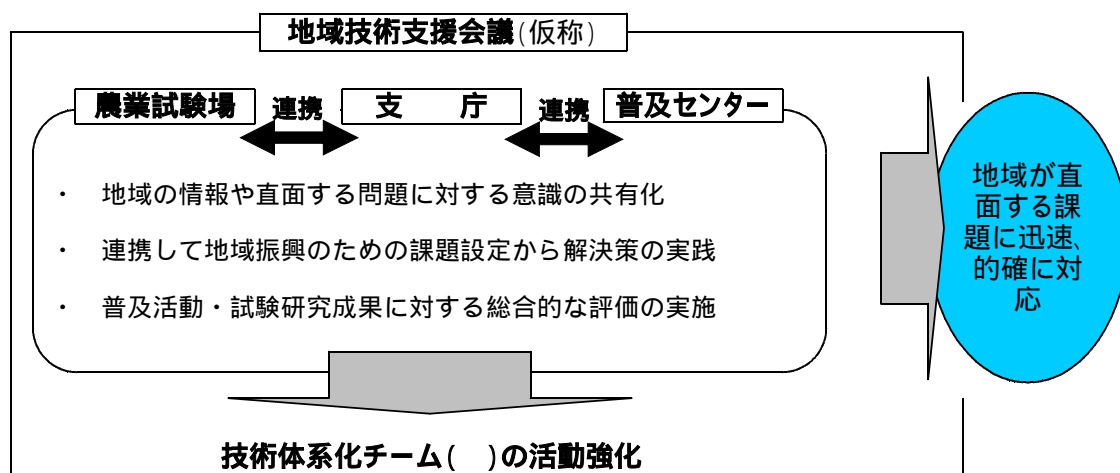 地域技術支援会議(仮称)
農業試験場 連携 支 庁 連携 普及センター
・ 地域の情報や直面する問題に対する意識の共有化
・ 連携して地域振興のための課題設定から解決策の実践
・ 普及活動・試験研究成果に対する総合的な評価の実施
地域が直
面する課
題に迅速、
的確に対
応
技術体系化チーム( )の活動強化